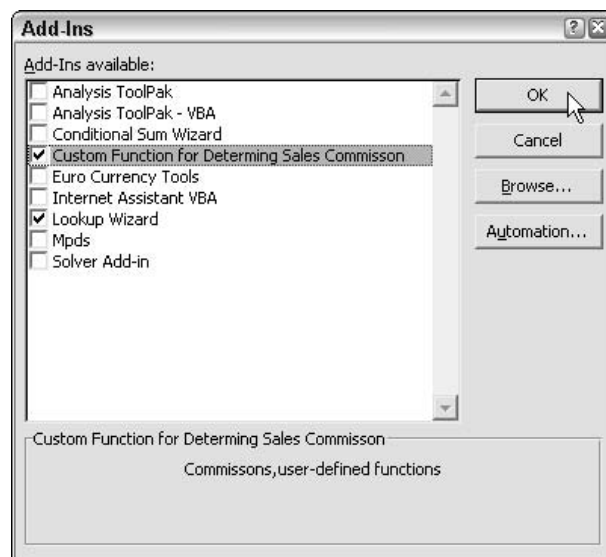 Add-Ins
Add-Ins available:
Analysis ToolPak
Analysis ToolPak - VBA
Conditional Sum Wizard
Custom Function for Determing Sales Commisson
Euro Currency Tools
Internet Assistant VBA
Lookup Wizard
Mpds
Solver Add-in
OK
Cancel
Browse...
Automation...
Custom Function for Determing Sales Commisson
Commissons,user-defined functions